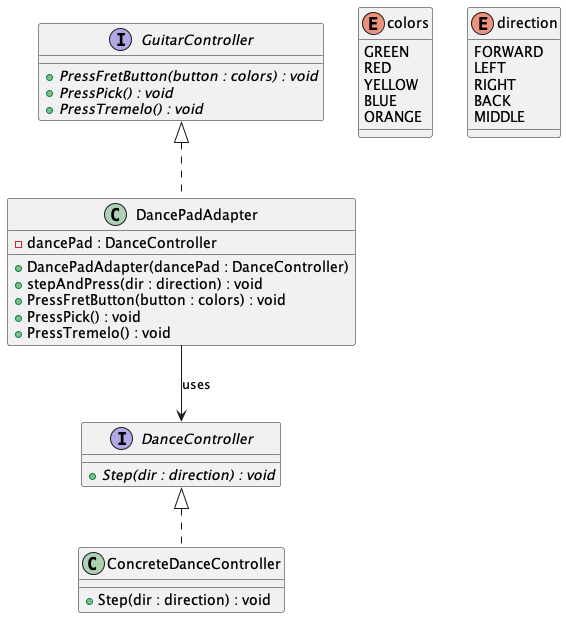 I GuitarController
PressFretButton(button : colors) : void
PressPick() : void
PressTremelo() : void
E colors
GREEN
RED
YELLOW
BLUE
ORANGE
E direction
FORWARD
LEFT
RIGHT
BACK
MIDDLE
C DancePadAdapter
dancePad : DanceController
DancePadAdapter(dancePad : DanceController)
stepAndPress(dir : direction) : void
PressFretButton(button : colors) : void
PressPick() : void
PressTremelo() : void
uses
I DanceController
Step(dir : direction) : void
C ConcreteDanceController
Step(dir : direction) : void